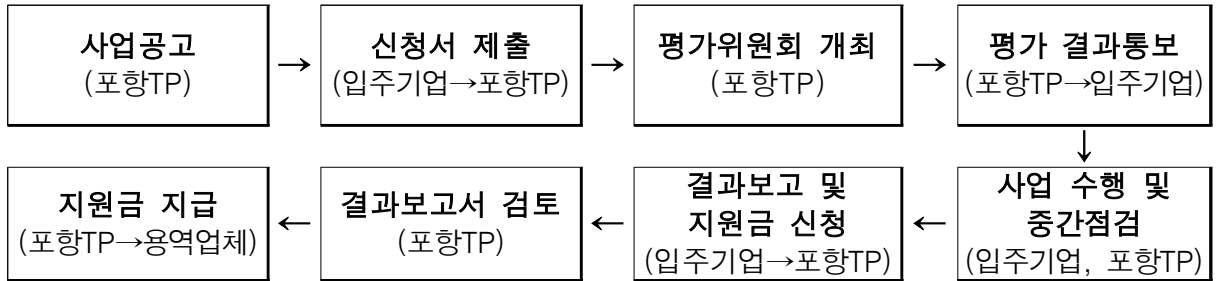 사업공고
(포항TP)
→
신청서 제출
(입주기업→포항TP)
→
평가위원회 개최
(포항TP)
→
평가 결과통보
(포항TP→입주기업)
↓
사업 수행 및
중간점검
(입주기업, 포항TP)
←
결과보고 및
지원금 신청
(입주기업→포항TP)
←
결과보고서 검토
(포항TP)
←
지원금 지급
(포항TP→용역업체)